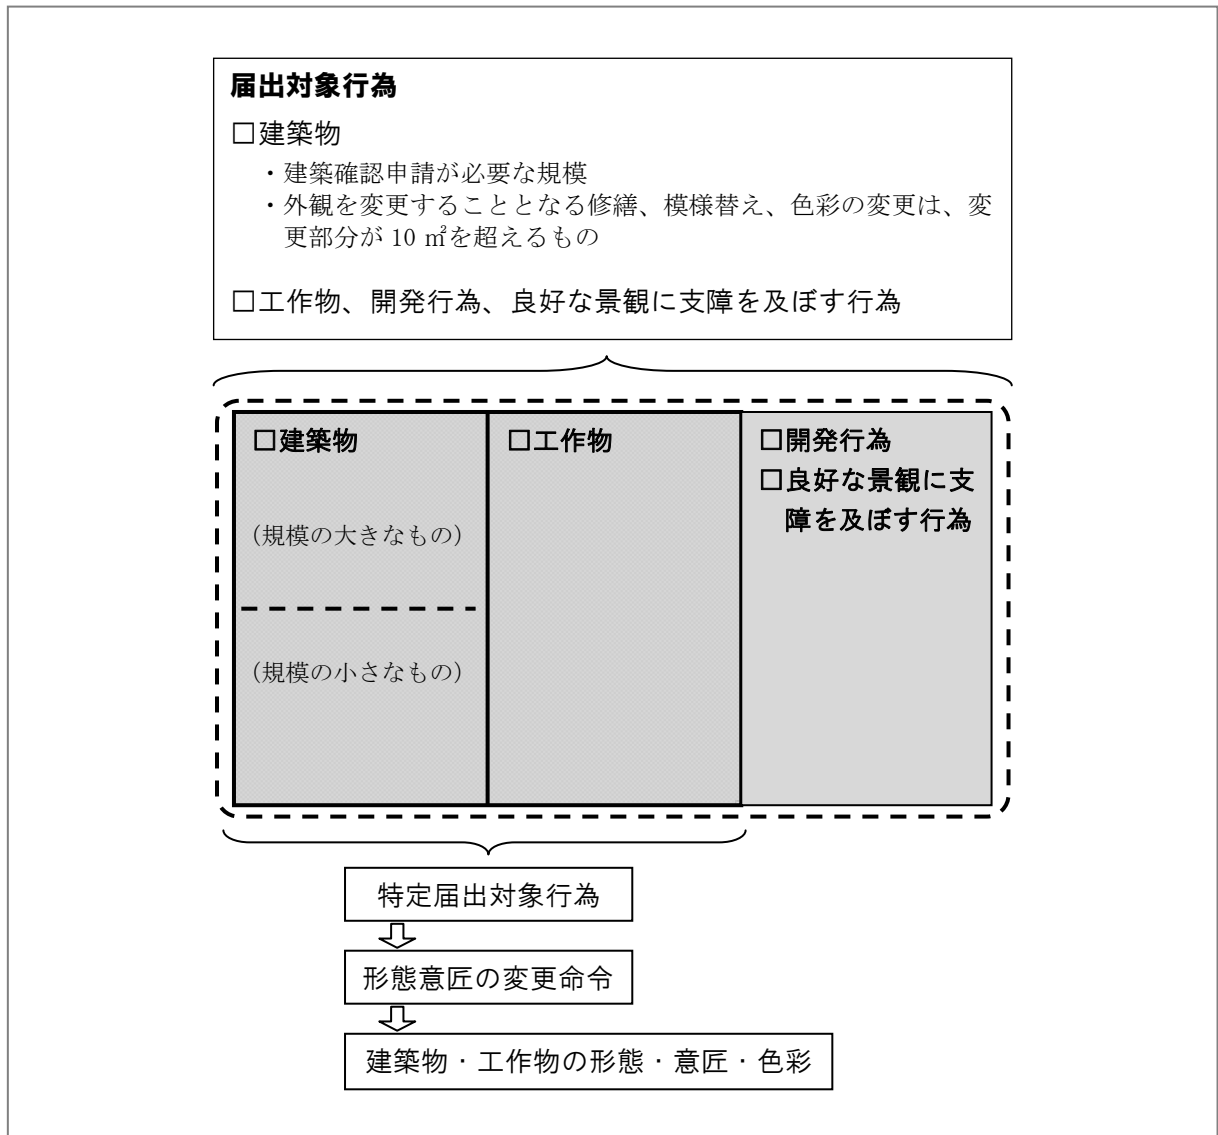 届出対象行為
□建築物
・建築確認申請が必要な規模
・外観を変更することとなる修繕、模様替え、色彩の変更は、変
更部分が 10 ㎡を超えるもの
□工作物、開発行為、良好な景観に支障を及ぼす行為
□建築物
(規模の大きなもの)
(規模の小さなもの)
□工作物
□開発行為
□良好な景観に支
障を及ぼす行為
特定届出対象行為
形態意匠の変更命令
建築物・工作物の形態・意匠・色彩